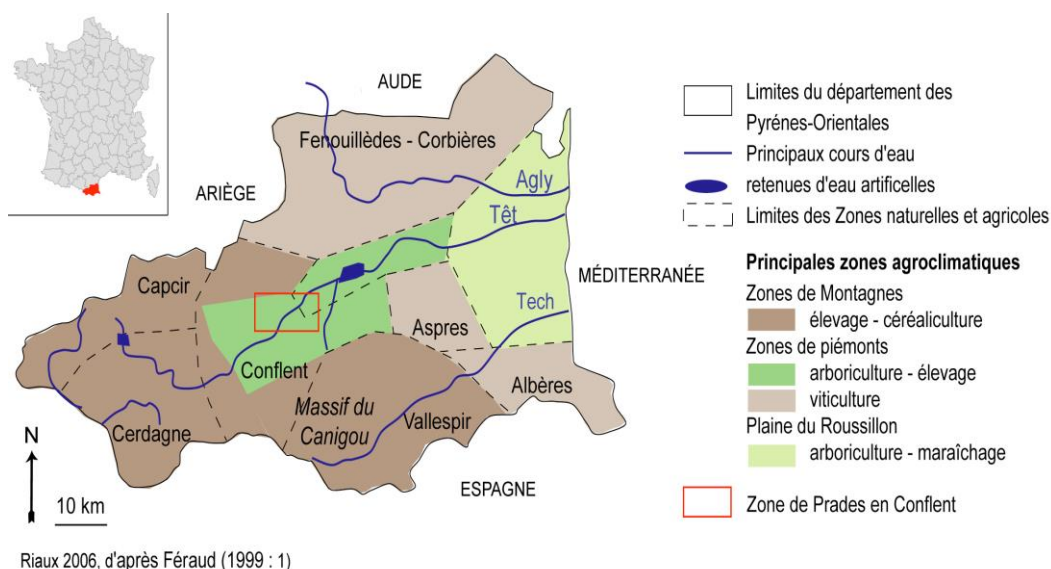 AUDE
Fenouillèdes - Corbières
ARIÈGE
Agly
Têt
Capcir
MÉDITERRANÉE
Tech
Aspres
Conflent
Albères
Massif du
Canigou
Vallespir
Cerdagne
N
10 km
ESPAGNE
Limites du département des
Pyrénes-Orientales
Principaux cours d'eau
retenues d'eau artificelles
Limites des Zones naturelles et agricoles
Principales zones agroclimatiques
Zones de Montagnes
élevage - céréaliculture
Zones de piémonts
arboriculture - élevage
viticulture
Plaine du Roussillon
arboriculture - maraîchage
Zone de Prades en Conflent
Riaux 2006, d'après Féraud (1999 : 1)